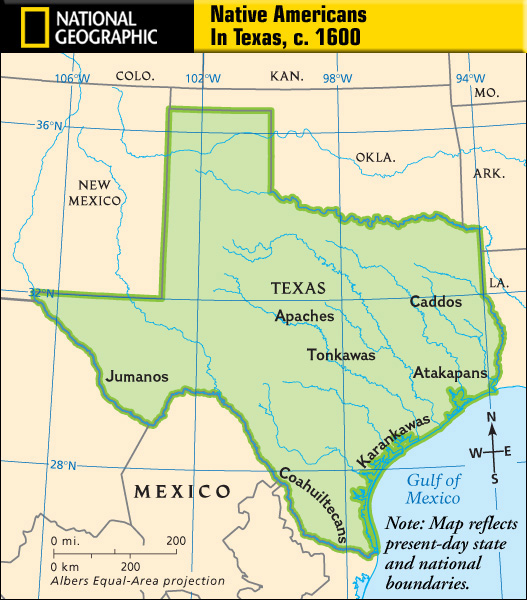 NATIONAL
GEOGRAPHIC
Native Americans
In Texas, c. 1600
106°W
COLO.
102°W
KAN.
98°W
94°W
MO.
36°N
OKLA.
ARK.
NEW
MEXICO
LA.
32°N
TEXAS
Caddos
Apaches
Tonkawas
Atakapans
Jumanos
Karankawas
N
W
E
S
28°N
Gulf of
Mexico
Coahuiltecans
MEXICO
Note: Map reflects
present-day state
and national
boundaries.
0 mi.
200
0 km
200
Albers Equal-Area projection